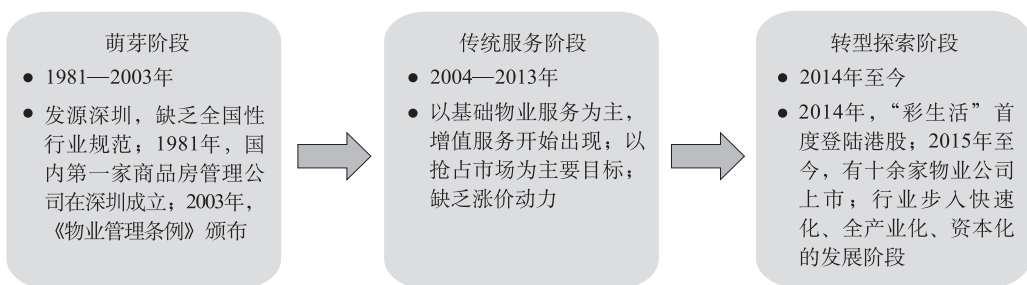 萌芽阶段
● 1981—2003年
● 发源深圳，缺乏全国性
行业规范；1981年，国
内第一家商品房管理公
司在深圳成立；2003年，
《物业管理条例》颁布
传统服务阶段
● 2004—2013年
● 以基础物业服务为主，
增值服务开始出现；以
抢占市场为主要目标；
缺乏涨价动力
转型探索阶段
● 2014年至今
● 2014年，“彩生活”首
度登陆港股；2015年至
今，有十余家物业公司
上市；行业步入快速
化、全产业化、资本化
的发展阶段